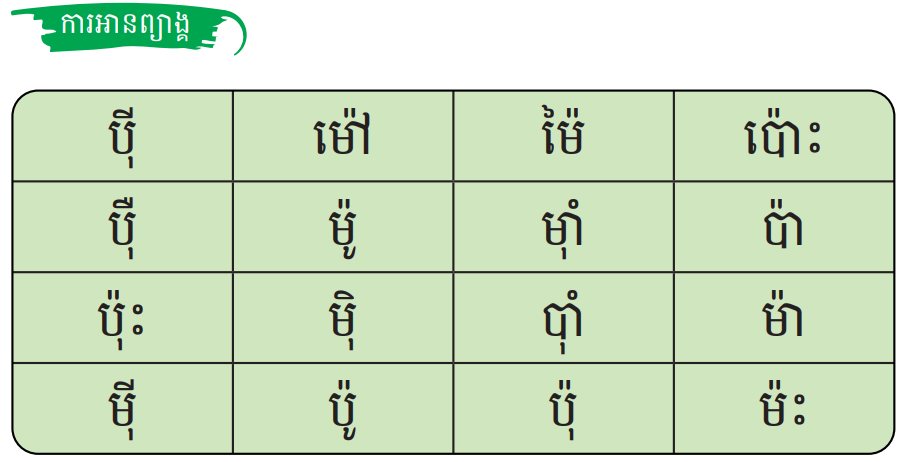 ការអានព្យាង្គ
ប៉ី ម៉ៅ ម៉ៃ ប៉ោះ
ប៉ឺ ម៉ូ ម៉ាំ ប៉ា
ប៉ុះ ម៉ិ ប៉ាំ ម៉ា
ម៉ី ប៉ូ ប៉ុ ម៉ះ